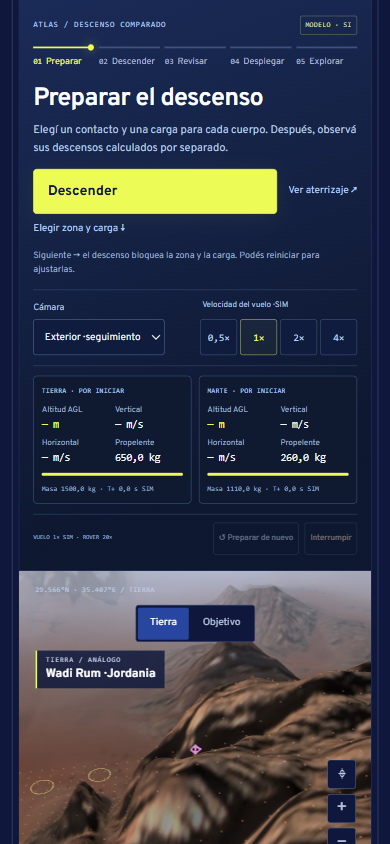 ATLAS / DESCENSO COMPARADO
MODELO · SI
01 Preparar
02 Descender
03 Revisar
04 Desplegar
05 Explorar
Preparar el descenso
Elegí un contacto y una carga para cada cuerpo. Después, observá
sus descensos calculados por separado.
Descender
Ver aterrizaje ↗
Elegir zona y carga ↓
Siguiente → el descenso bloquea la zona y la carga. Podés reiniciar para
ajustarlas.
Cámara
Velocidad del vuelo ·SIM
Exterior ·seguimiento
0,5×
1×
2×
4×
TIERRA · POR INICIAR
Altitud AGL
Vertical
— m
— m/s
Horizontal
Propelente
— m/s
650,0 kg
Masa 1500,0 kg · T+ 0,0 s SIM
MARTE · POR INICIAR
Altitud AGL
Vertical
— m
— m/s
Horizontal
Propelente
— m/s
260,0 kg
Masa 1110,0 kg · T+ 0,0 s SIM
VUELO 1× SIM · ROVER 20×
↺ Preparar de nuevo
Interrumpir
29.566°N · 35.407°E / TIERRA
Tierra
Objetivo
TIERRA / ANÁLOGO
Wadi Rum ·Jordania
+
−